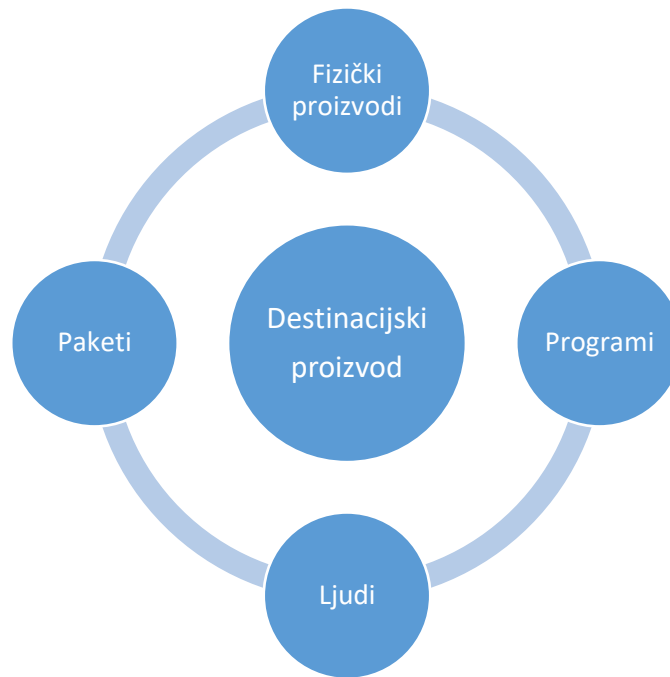 Fizički
proizvodi
Paketi
Destinacijski
proizvod
Programi
Ljudi